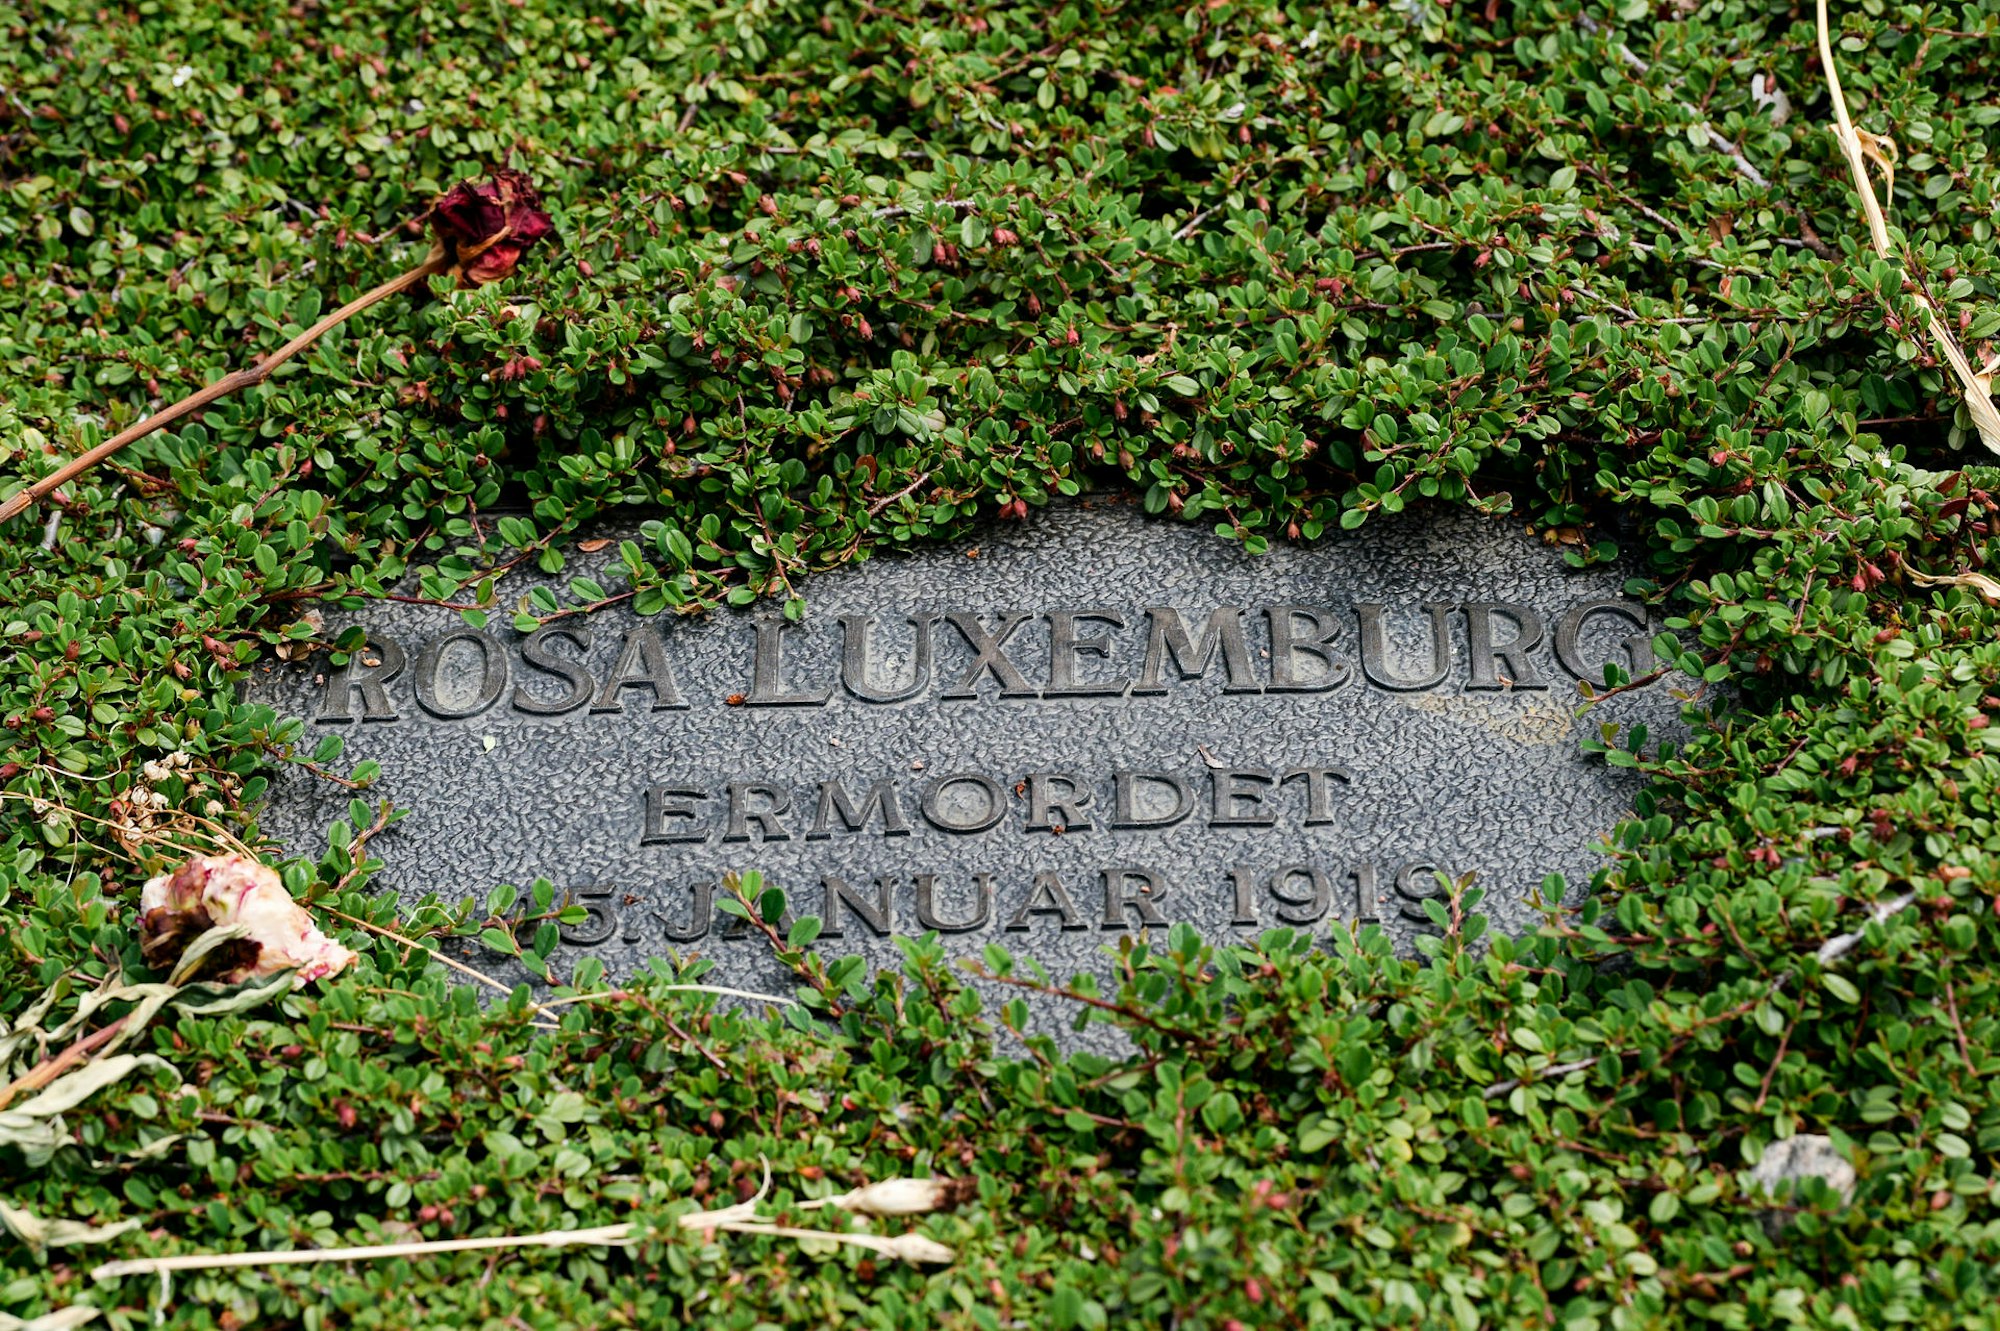 ROSA LUXEMBURG
ERMORDET
15. JANUAR 1919